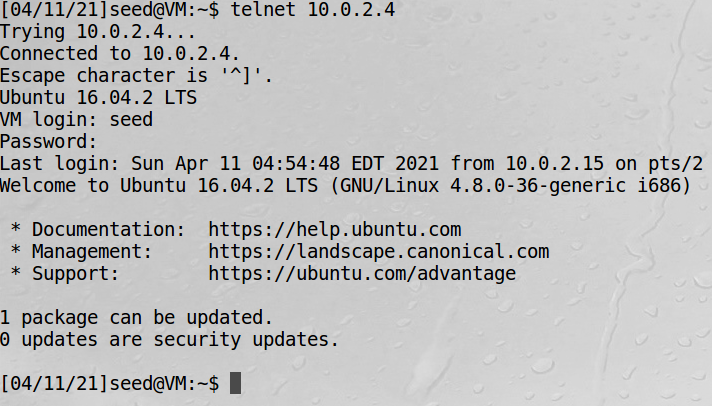 [04/11/21]seed@VM:~$ telnet 10.0.2.4
Trying 10.0.2.4...
Connected to 10.0.2.4.
Escape character is '^]'.
Ubuntu 16.04.2 LTS
VM login: seed
Password:
Last login: Sun Apr 11 04:54:48 EDT 2021 from 10.0.2.15 on pts/2
Welcome to Ubuntu 16.04.2 LTS (GNU/Linux 4.8.0-36-generic i686)
 * Documentation:  https://help.ubuntu.com
 * Management:     https://landscape.canonical.com
 * Support:        https://ubuntu.com/advantage
1 package can be updated.
0 updates are security updates.
[04/11/21]seed@VM:~$